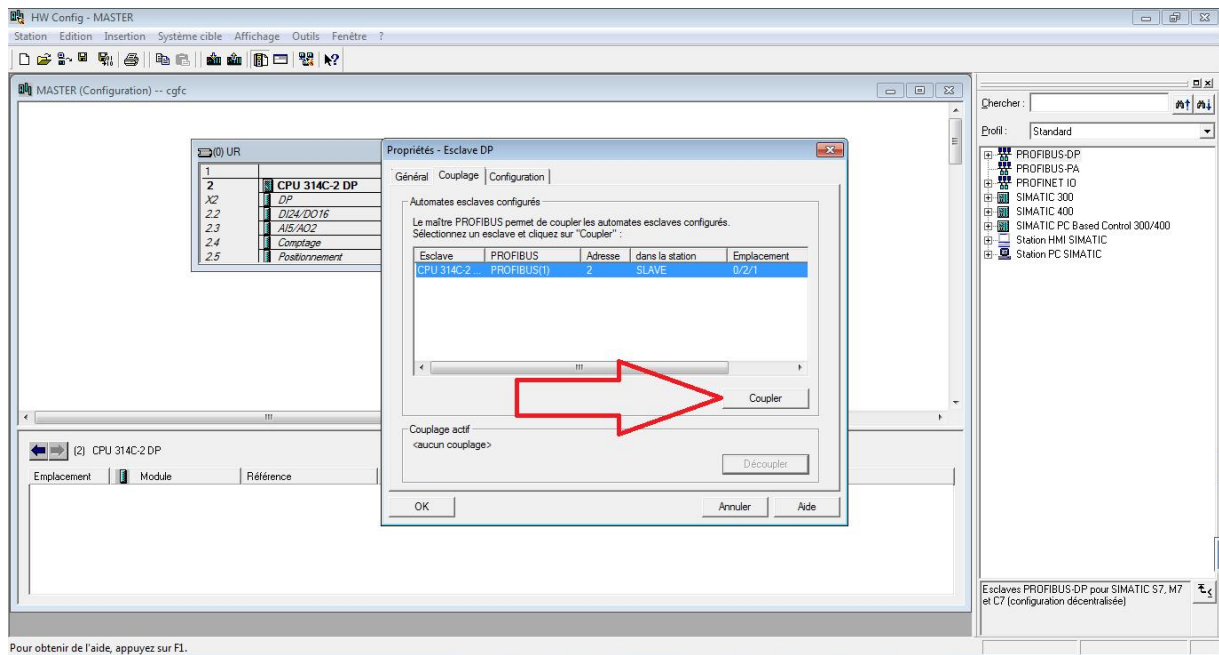 HW Config - MASTER
Station Edition Insertion Système cible Affichage Outils Fenêtre ?
MASTER (Configuration) -- cgfc
(0) UR
1
2 CPU 314C-2 DP
X2 DP
2.2 DI24/DO16
2.3 AI5/AO2
2.4 Comptage
2.5 Positionnement
Propriétés - Esclave DP
Général Couplage Configuration
Automates esclaves configurés
Le maître PROFIBUS permet de coupler les automates esclaves configurés.
Sélectionnez un esclave et cliquez sur "Coupler" :
Esclave PROFIBUS Adresse dans la station Emplacement
CPU 314C-2 ... PROFIBUS(1) 2 SLAVE 0/2/1
Coupler
Couplage actif
<aucun couplage>
Découpler
OK Annuler Aide
(2) CPU 314C-2 DP
Emplacement Module Référence
Chercher :
Profil : Standard
PROFIBUS-DP
PROFIBUS-PA
PROFINET IO
SIMATIC 300
SIMATIC 400
SIMATIC PC Based Control 300/400
Station HMI SIMATIC
Station PC SIMATIC
Esclaves PROFIBUS-DP pour SIMATIC S7, M7
et C7 (configuration décentralisée)
Pour obtenir de l'aide, appuyez sur F1.